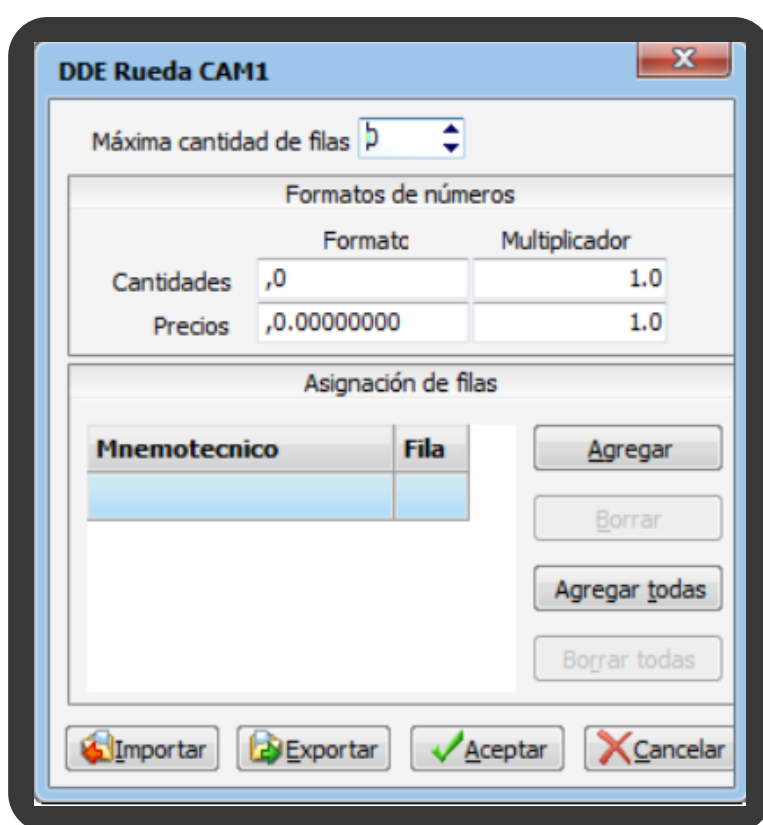 DDE Rueda CAM1
Máxima cantidad de filas
Formatos de números
Formato Multiplicador
Cantidades ,0 1.0
Precios ,0.00000000 1.0
Asignación de filas
Mnemotecnico Fila
Agregar
Borrar
Agregar todas
Borrar todas
Importar Exportar Aceptar Cancelar